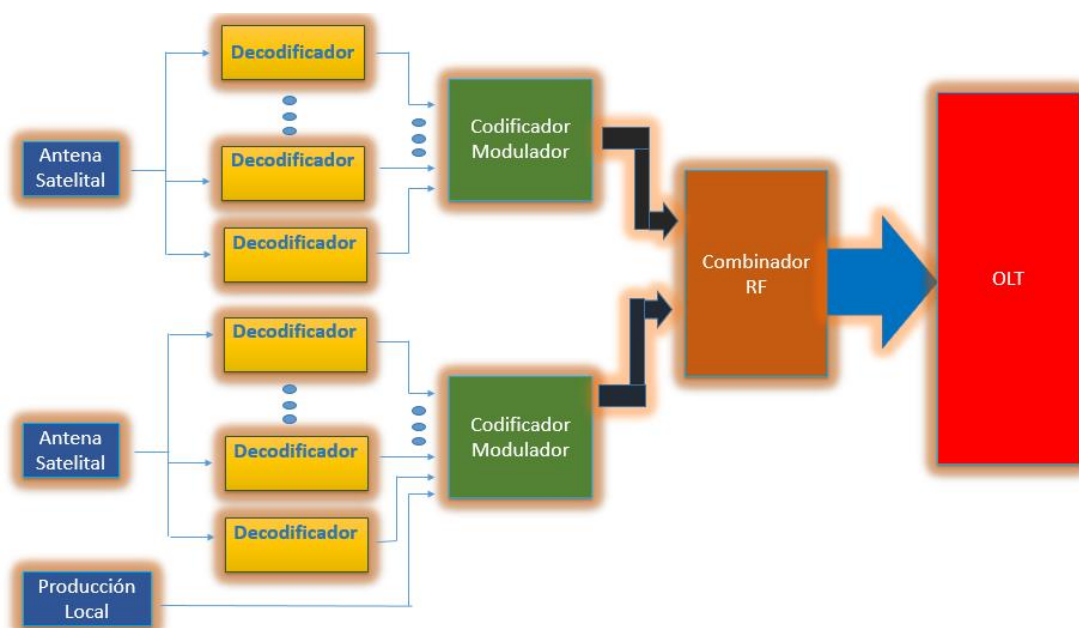 Antena
Satelital
Decodificador
Decodificador
Decodificador
Codificador
Modulador
Antena
Satelital
Decodificador
Decodificador
Decodificador
Producción
Local
Codificador
Modulador
Combinador
RF
OLT